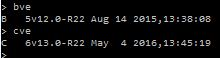 > bve
B    5v12.0-R22 Aug 14 2015,13:38:08
> cve
C    6v13.0-R22 May  4 2016,13:45:19
>